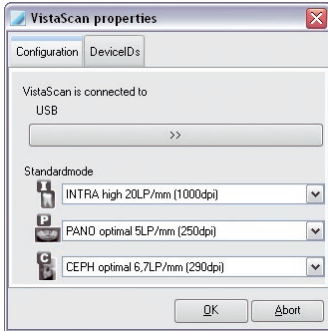 VistaScan properties
Configuration DeviceIDs
VistaScan is connected to
USB
>>
Standardmode
I
INTRA high 20LP/mm (1000dpi)
P
PANO optimal 5LP/mm (250dpi)
C
CEPH optimal 6,7LP/mm (290dpi)
OK Abort